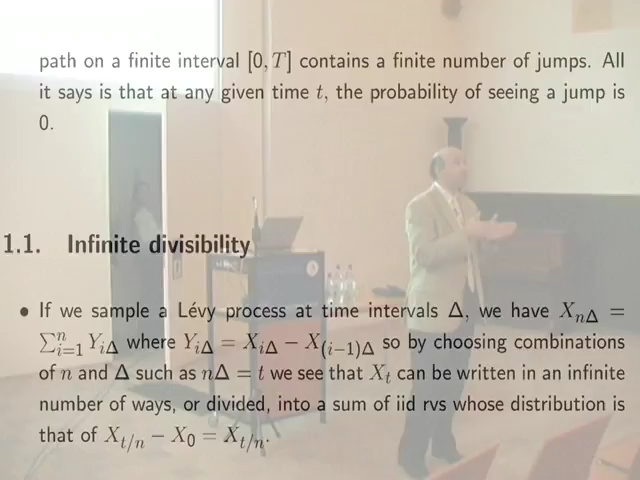 path on a finite interval [0, T] contains a finite number of jumps. All
it says is that at any given time t, the probability of seeing a jump is
0.
1.1. Infinite divisibility
• If we sample a Lévy process at time intervals Δ, we have X_{nΔ} =
∑_{i=1}^{n} Y_{iΔ} where Y_{iΔ} = X_{iΔ} − X_{(i−1)Δ} so by choosing combinations
of n and Δ such as nΔ = t we see that X_t can be written in an infinite
number of ways, or divided, into a sum of iid rvs whose distribution is
that of X_{t/n} − X_0 = X_{t/n}.